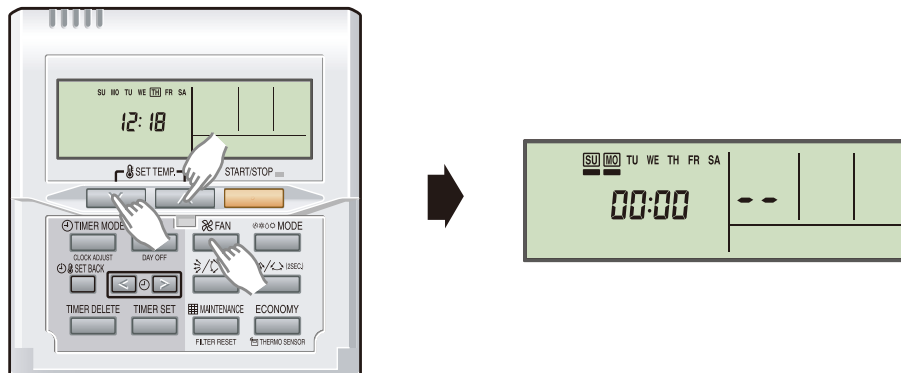 SU MO TU WE TH FR SA
12:18
SET TEMP.
START/STOP
TIMER MODE
FAN
MODE
CLOCK ADJUST
DAY OFF
SET BACK
(2SEC.)
TIMER DELETE
TIMER SET
MAINTENANCE
ECONOMY
FILTER RESET
THERMO SENSOR
SU MO TU WE TH FR SA
00:00
--